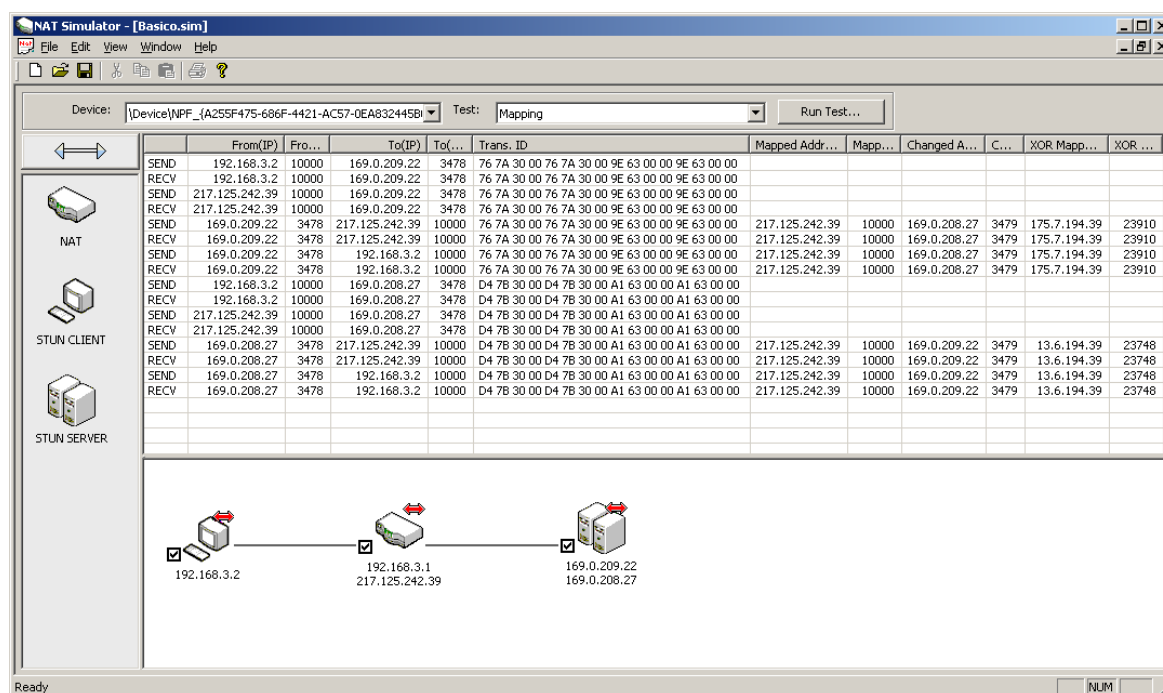 NAT Simulator - [Basico.sim]
File Edit View Window Help
Device: \Device\NPF_{A255F475-686F-4421-AC57-0EA832445B Test: Mapping Run Test...
From(IP) Fro... To(IP) To(... Trans. ID Mapped Addr... Mapp... Changed A... C... XOR Mapp... XOR ...
SEND 192.168.3.2 10000 169.0.209.22 3478 76 7A 30 00 76 7A 30 00 9E 63 00 00 9E 63 00 00
RECV 192.168.3.2 10000 169.0.209.22 3478 76 7A 30 00 76 7A 30 00 9E 63 00 00 9E 63 00 00
SEND 217.125.242.39 10000 169.0.209.22 3478 76 7A 30 00 76 7A 30 00 9E 63 00 00 9E 63 00 00
RECV 217.125.242.39 10000 169.0.209.22 3478 76 7A 30 00 76 7A 30 00 9E 63 00 00 9E 63 00 00
SEND 169.0.209.22 3478 217.125.242.39 10000 76 7A 30 00 76 7A 30 00 9E 63 00 00 9E 63 00 00 217.125.242.39 10000 169.0.208.27 3479 175.7.194.39 23910
RECV 169.0.209.22 3478 217.125.242.39 10000 76 7A 30 00 76 7A 30 00 9E 63 00 00 9E 63 00 00 217.125.242.39 10000 169.0.208.27 3479 175.7.194.39 23910
SEND 169.0.209.22 3478 192.168.3.2 10000 76 7A 30 00 76 7A 30 00 9E 63 00 00 9E 63 00 00 217.125.242.39 10000 169.0.208.27 3479 175.7.194.39 23910
RECV 169.0.209.22 3478 192.168.3.2 10000 76 7A 30 00 76 7A 30 00 9E 63 00 00 9E 63 00 00 217.125.242.39 10000 169.0.208.27 3479 175.7.194.39 23910
SEND 192.168.3.2 10000 169.0.208.27 3478 D4 7B 30 00 D4 7B 30 00 A1 63 00 00 A1 63 00 00
RECV 192.168.3.2 10000 169.0.208.27 3478 D4 7B 30 00 D4 7B 30 00 A1 63 00 00 A1 63 00 00
SEND 217.125.242.39 10000 169.0.208.27 3478 D4 7B 30 00 D4 7B 30 00 A1 63 00 00 A1 63 00 00
RECV 217.125.242.39 10000 169.0.208.27 3478 D4 7B 30 00 D4 7B 30 00 A1 63 00 00 A1 63 00 00
SEND 169.0.208.27 3478 217.125.242.39 10000 D4 7B 30 00 D4 7B 30 00 A1 63 00 00 A1 63 00 00 217.125.242.39 10000 169.0.209.22 3479 13.6.194.39 23748
RECV 169.0.208.27 3478 217.125.242.39 10000 D4 7B 30 00 D4 7B 30 00 A1 63 00 00 A1 63 00 00 217.125.242.39 10000 169.0.209.22 3479 13.6.194.39 23748
SEND 169.0.208.27 3478 192.168.3.2 10000 D4 7B 30 00 D4 7B 30 00 A1 63 00 00 A1 63 00 00 217.125.242.39 10000 169.0.209.22 3479 13.6.194.39 23748
RECV 169.0.208.27 3478 192.168.3.2 10000 D4 7B 30 00 D4 7B 30 00 A1 63 00 00 A1 63 00 00 217.125.242.39 10000 169.0.209.22 3479 13.6.194.39 23748
NAT
STUN CLIENT
STUN SERVER
192.168.3.2
192.168.3.1
217.125.242.39
169.0.209.22
169.0.208.27
Ready NUM